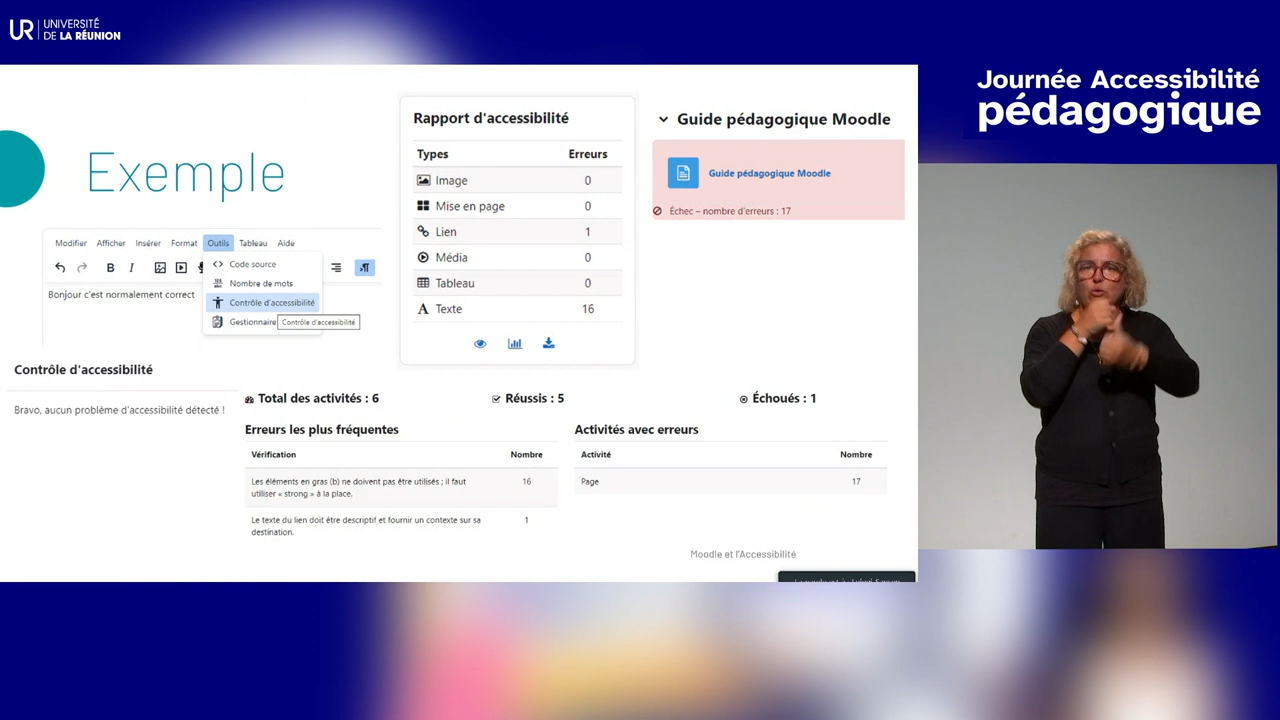 UNIVERSITÉ
DE LA RÉUNION
Journée Accessibilité
pédagogique
Exemple
Modifier Afficher Insérer Format Outils Tableau Aide
B I
Code source
Nombre de mots
Contrôle d'accessibilité
Gestionnaire
Contrôle d'accessibilité
Bonjour c'est normalement correct
Contrôle d'accessibilité
Bravo, aucun problème d'accessibilité détecté !
Rapport d'accessibilité
Types Erreurs
Image 0
Mise en page 0
Lien 1
Média 0
Tableau 0
Texte 16
Guide pédagogique Moodle
Guide pédagogique Moodle
Échec – nombre d'erreurs : 17
Total des activités : 6
Réussis : 5
Échoués : 1
Erreurs les plus fréquentes
Vérification Nombre
Les éléments en gras (b) ne doivent pas être utilisés ; il faut 16
utiliser « strong » à la place.
Le texte du lien doit être descriptif et fournir un contexte sur sa 1
destination.
Activités avec erreurs
Activité Nombre
Page 17
Moodle et l'Accessibilité